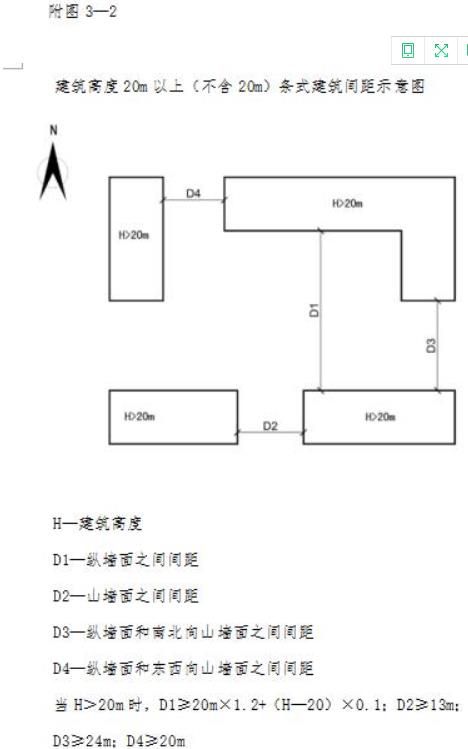 附图 3—2
建筑高度 20m 以上（不含 20m）条式建筑间距示意图
N
D4
H>20m
H>20m
D1
D3
H>20m
D2
H>20m
H—建筑高度
D1—纵墙面之间间距
D2—山墙面之间间距
D3—纵墙面和南北向山墙面之间间距
D4—纵墙面和东西向山墙面之间间距
当 H＞20m 时，D1≥20m×1.2+（H—20）×0.1；D2≥13m；
D3≥24m；D4≥20m